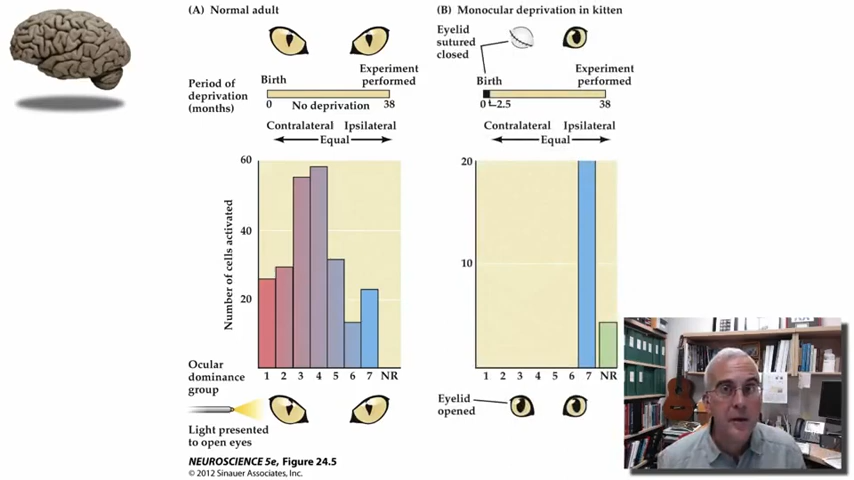 (A) Normal adult
Period of
deprivation
(months)
Birth
Experiment
performed
0 No deprivation 38
Contralateral Ipsilateral
Equal
Number of cells activated
60
40
20
1 2 3 4 5 6 7 NR
Ocular
dominance
group
Light presented
to open eyes
(B) Monocular deprivation in kitten
Eyelid
sutured
closed
Birth
Experiment
performed
0 2.5 38
Contralateral Ipsilateral
Equal
20
10
1 2 3 4 5 6 7 NR
Eyelid
opened
NEUROSCIENCE 5e, Figure 24.5
© 2012 Sinauer Associates, Inc.